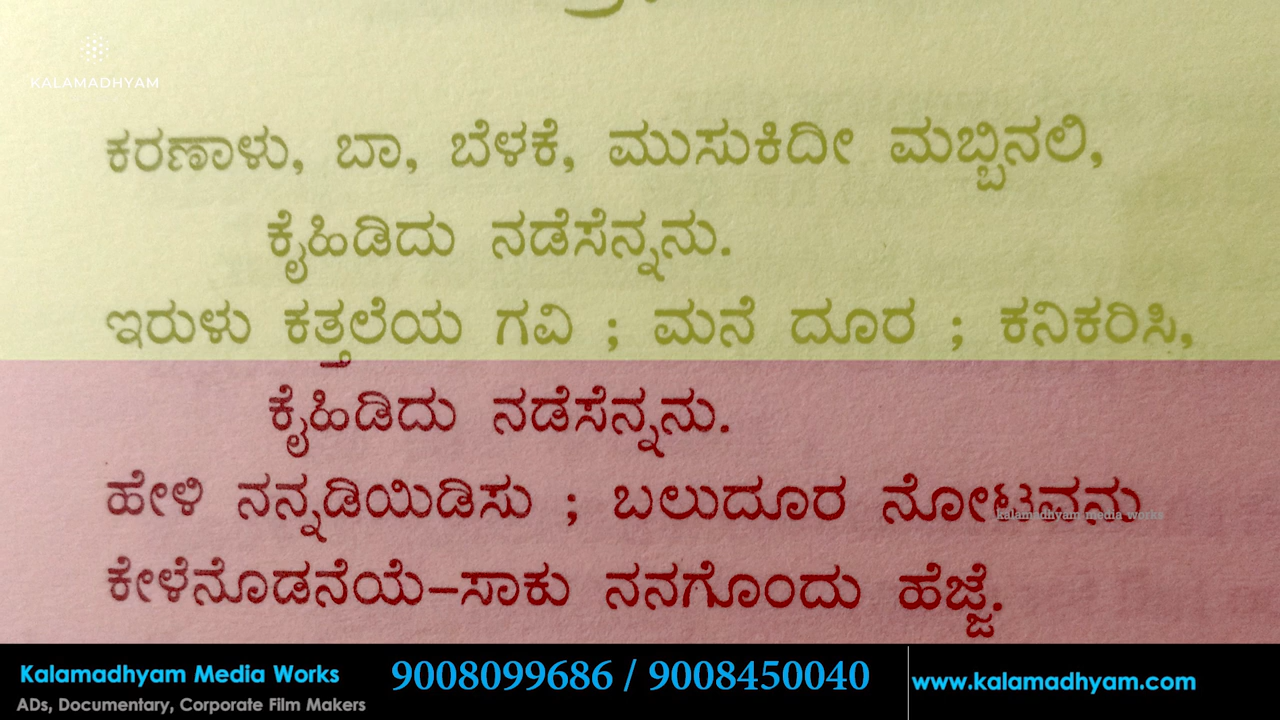 KALAMADHYAM
ಕರಣಾಳು, ಬಾ, ಬೆಳಕೆ, ಮುಸುಕಿದೀ ಮಬ್ಬಿನಲಿ,
ಕೈಹಿಡಿದು ನಡೆಸೆನ್ನನು.
ಇರುಳು ಕತ್ತಲೆಯ ಗವಿ ; ಮನೆ ದೂರ ; ಕನಿಕರಿಸಿ,
ಕೈಹಿಡಿದು ನಡೆಸೆನ್ನನು.
ಹೇಳಿ ನನ್ನಡಿಯಿಡಿಸು ; ಬಲುದೂರ ನೋಟವನು
kalamadhyam media works
ಕೇಳೆನೊಡನೆಯೆ–ಸಾಕು ನನಗೊಂದು ಹೆಜ್ಜೆ.
Kalamadhyam Media Works 9008099686 / 9008450040 www.kalamadhyam.com
ADs, Documentary, Corporate Film Makers